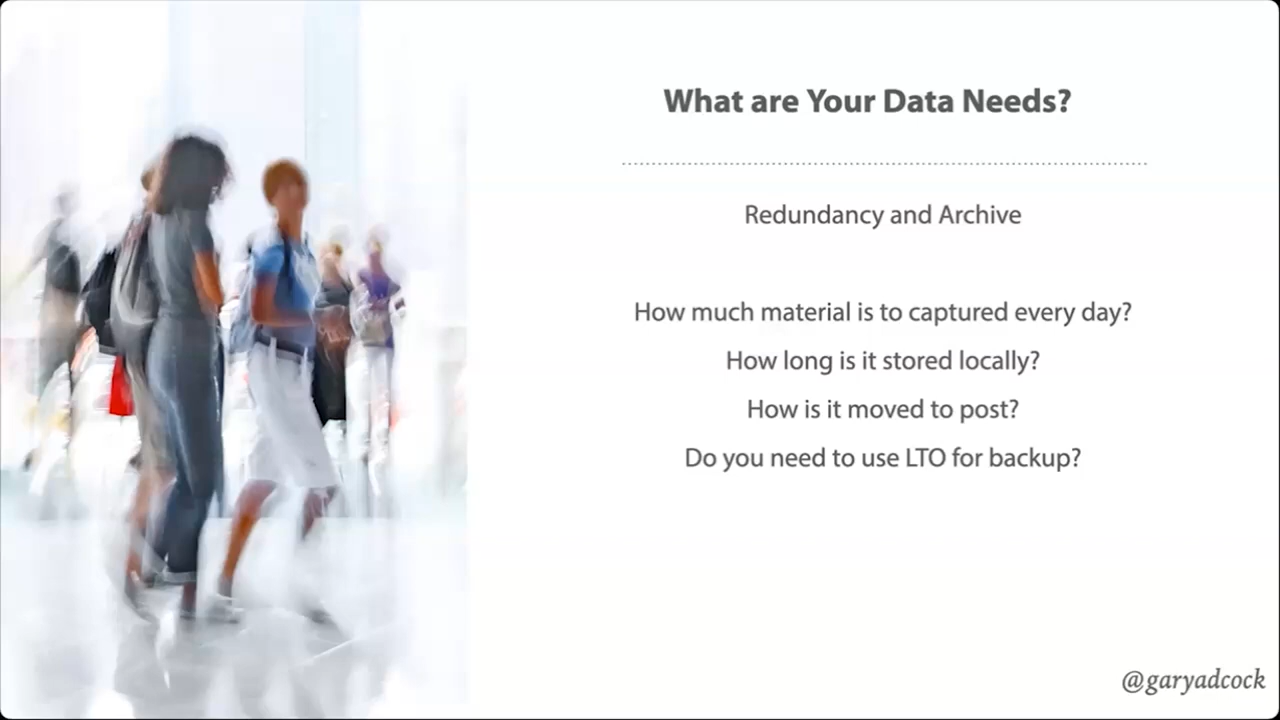 What are Your Data Needs?
Redundancy and Archive
How much material is to captured every day?
How long is it stored locally?
How is it moved to post?
Do you need to use LTO for backup?
@garyadcock